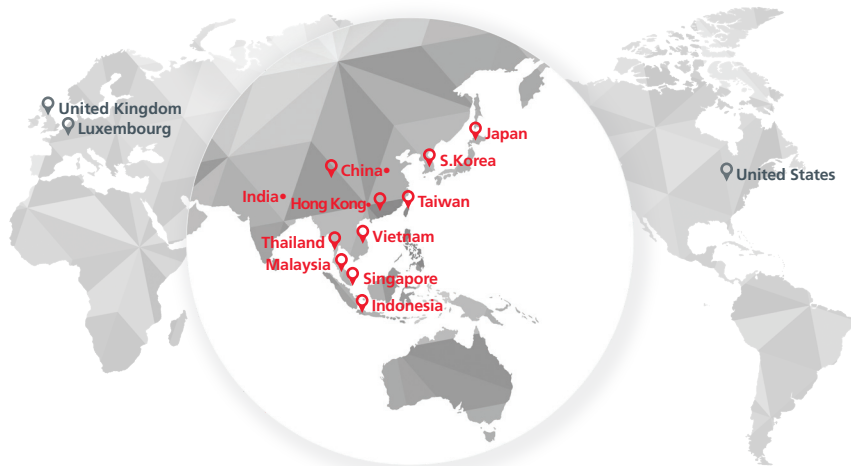 United Kingdom
Luxembourg
Japan
S.Korea
China•
United States
India•
Hong Kong•
Taiwan
Thailand
Vietnam
Malaysia
Singapore
Indonesia